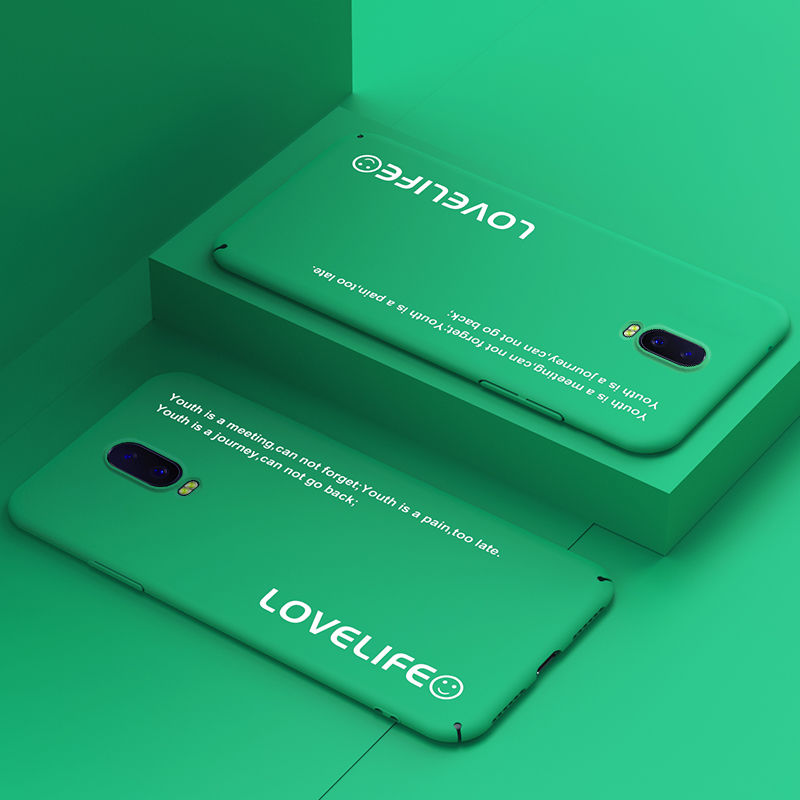 LOVELIFE
Youth is a meeting,can not forget;Youth is a pain,too late.
Youth is a journey,can not go back;
Youth is a meeting,can not forget;Youth is a pain,too late.
Youth is a journey,can not go back;
LOVELIFE